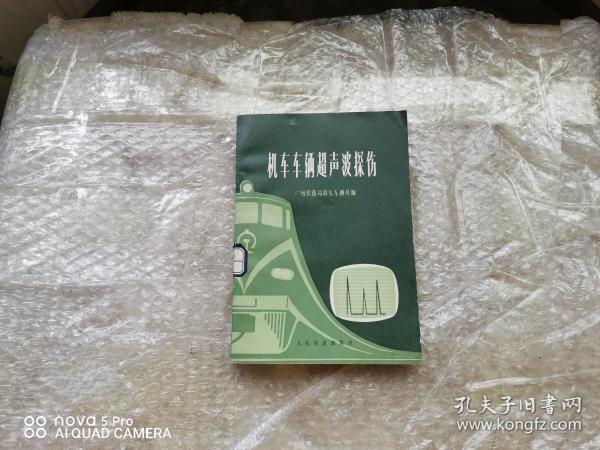 机车车辆超声波探伤
广州铁路局机车车辆处编
人民铁道出版社
nova 5 Pro
AI QUAD CAMERA
孔夫子旧书网
www.kongfz.com